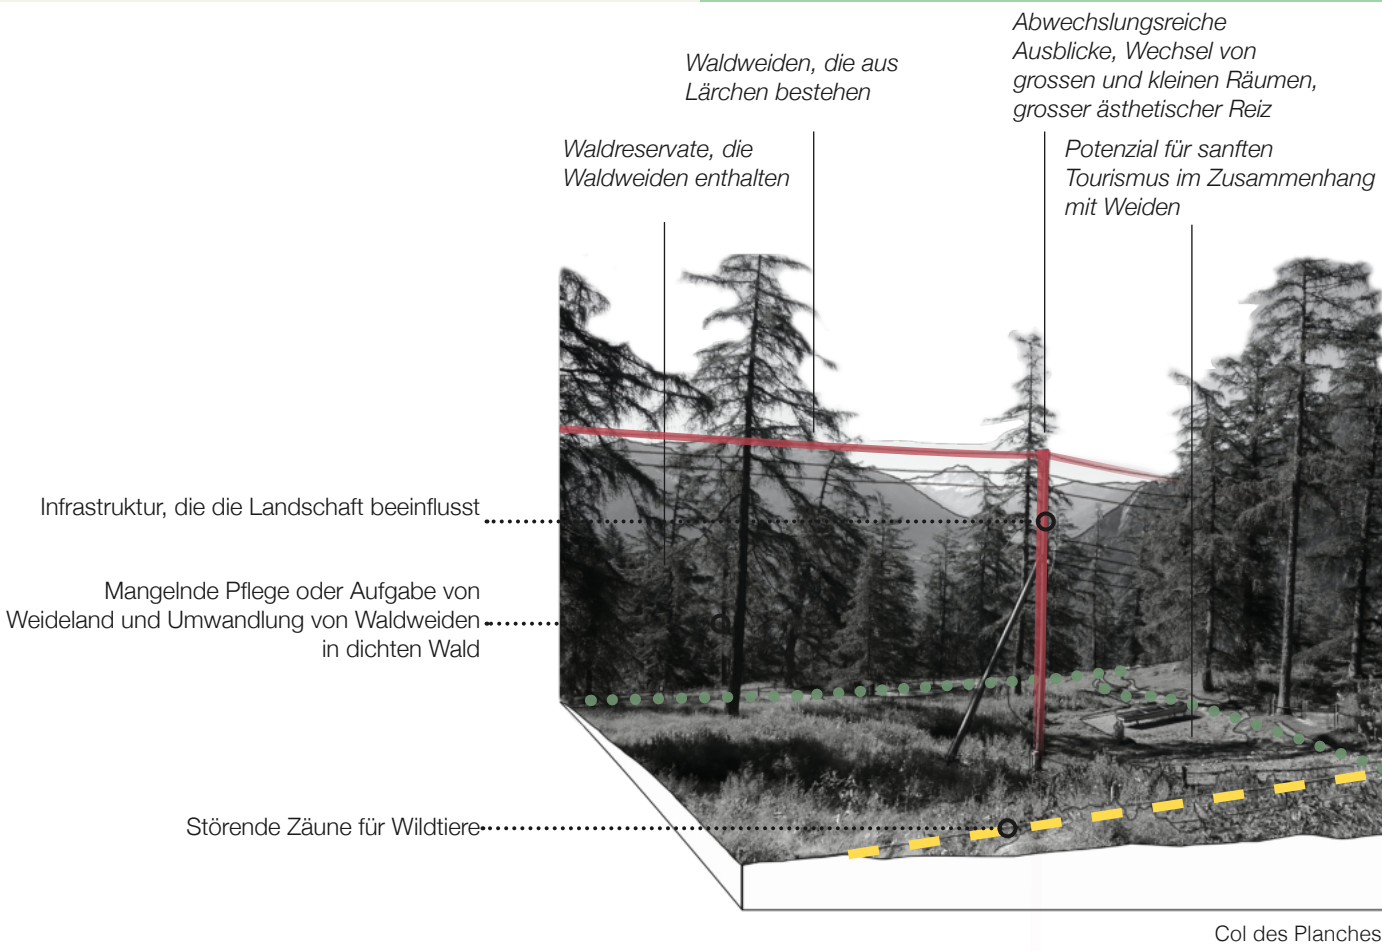 Abwechslungsreiche
Ausblicke, Wechsel von
grossen und kleinen Räumen,
grosser ästhetischer Reiz
Waldweiden, die aus
Lärchen bestehen
Waldreservate, die
Waldweiden enthalten
Potenzial für sanften
Tourismus im Zusammenhang
mit Weiden
Infrastruktur, die die Landschaft beeinflusst
Mangelnde Pflege oder Aufgabe von
Weideland und Umwandlung von Waldweiden
in dichten Wald
Störende Zäune für Wildtiere
Col des Planches